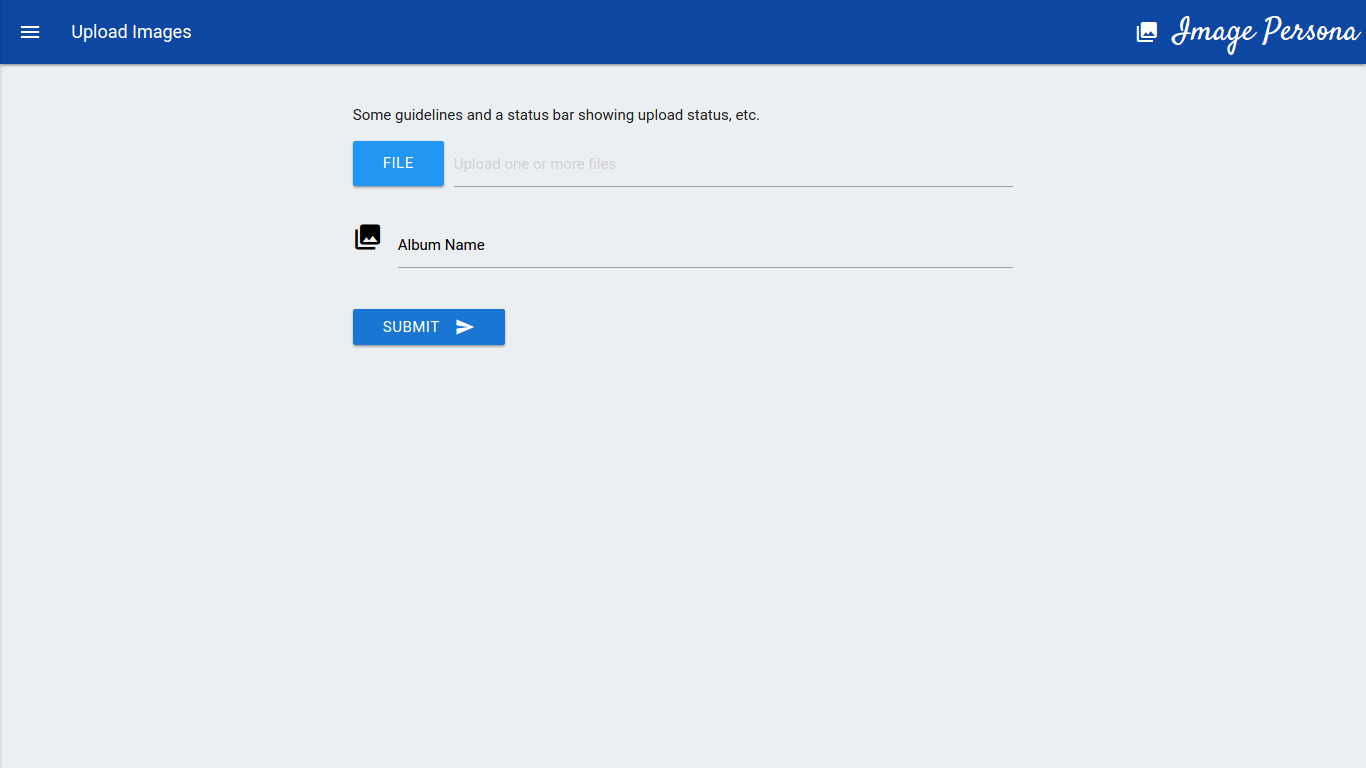 Upload Images
Image Persona
Some guidelines and a status bar showing upload status, etc.
FILE
Upload one or more files
Album Name
SUBMIT